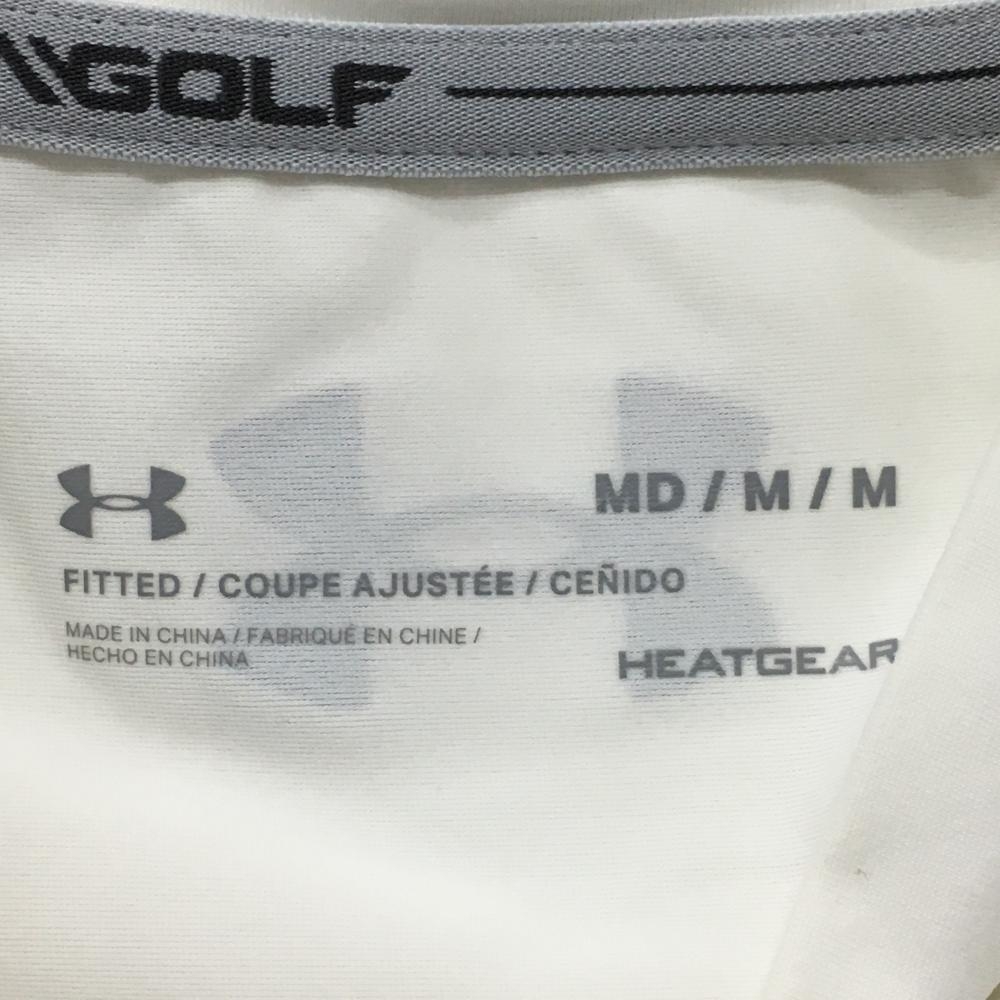 GOLF
MD / M / M
FITTED / COUPE AJUSTÉE / CEÑIDO
MADE IN CHINA / FABRIQUÉ EN CHINE /
HECHO EN CHINA
HEATGEAR